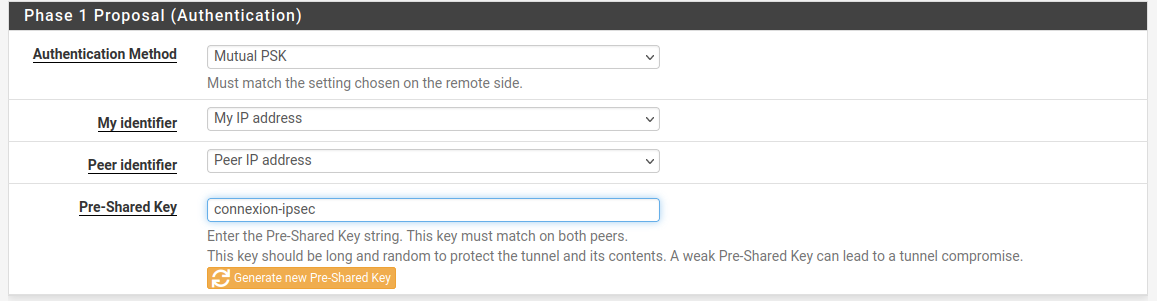 Phase 1 Proposal (Authentication)
Authentication Method
Mutual PSK
Must match the setting chosen on the remote side.
My identifier
My IP address
Peer identifier
Peer IP address
Pre-Shared Key
connexion-ipsec
Enter the Pre-Shared Key string. This key must match on both peers.
This key should be long and random to protect the tunnel and its contents. A weak Pre-Shared Key can lead to a tunnel compromise.
Generate new Pre-Shared Key